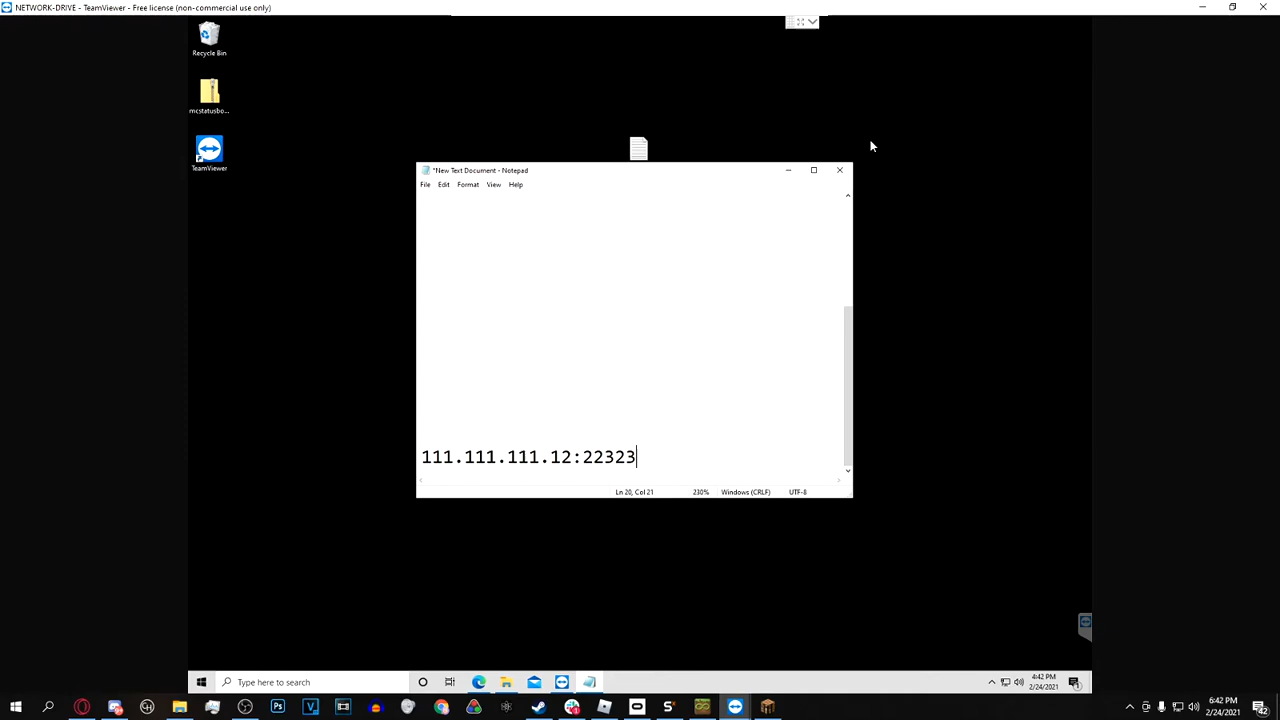 NETWORK-DRIVE - TeamViewer - Free license (non-commercial use only)
Recycle Bin
mcstatusbo...
TeamViewer
*New Text Document - Notepad
File Edit Format View Help
111.111.111.12:22323
Ln 20, Col 21 230% Windows (CRLF) UTF-8
Type here to search
4:42 PM
2/24/2021
6:42 PM
2/24/2021
42